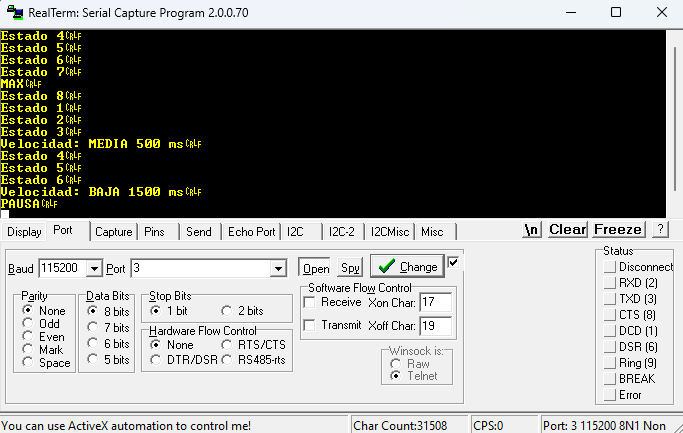 RealTerm: Serial Capture Program 2.0.0.70
Estado 4CRLF
Estado 5CRLF
Estado 6CRLF
Estado 7CRLF
MAXCRLF
Estado 8CRLF
Estado 1CRLF
Estado 2CRLF
Estado 3CRLF
Velocidad: MEDIA 500 msCRLF
Estado 4CRLF
Estado 5CRLF
Estado 6CRLF
Velocidad: BAJA 1500 msCRLF
PAUSACRLF
Display Port Capture Pins Send Echo Port I2C I2C-2 I2CMisc Misc \n Clear Freeze ?
Baud 115200 Port 3 Open Spy Change
Parity
None
Odd
Even
Mark
Space
Data Bits
8 bits
7 bits
6 bits
5 bits
Stop Bits
1 bit 2 bits
Hardware Flow Control
None RTS/CTS
DTR/DSR RS485-rts
Software Flow Control
Receive Xon Char: 17
Transmit Xoff Char: 19
Winsock is:
Raw
Telnet
Status
Disconnect
RXD (2)
TXD (3)
CTS (8)
DCD (1)
DSR (6)
Ring (9)
BREAK
Error
You can use ActiveX automation to control me! Char Count:31508 CPS:0 Port: 3 115200 8N1 Non